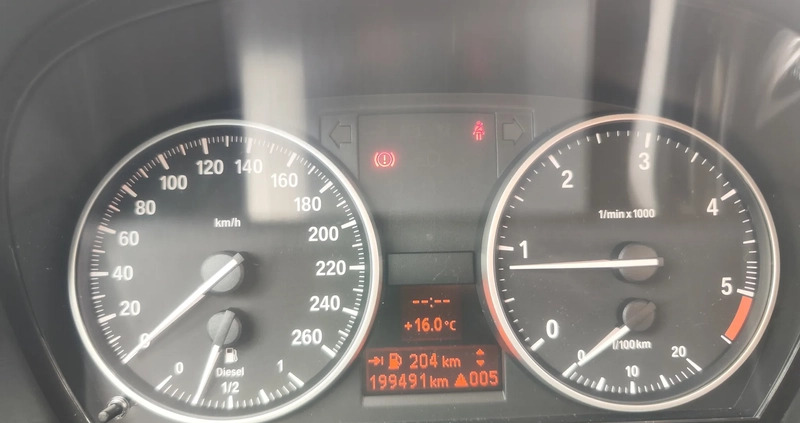 120 140
100 160
80 180
60 200
40 220
20 240
0 260
km/h
0 1/2 1
Diesel
--:--
+16.0°C
204 km
199491 km 005
0 1 2 3 4 5
1/min x 1000
0 10 20
l/100km